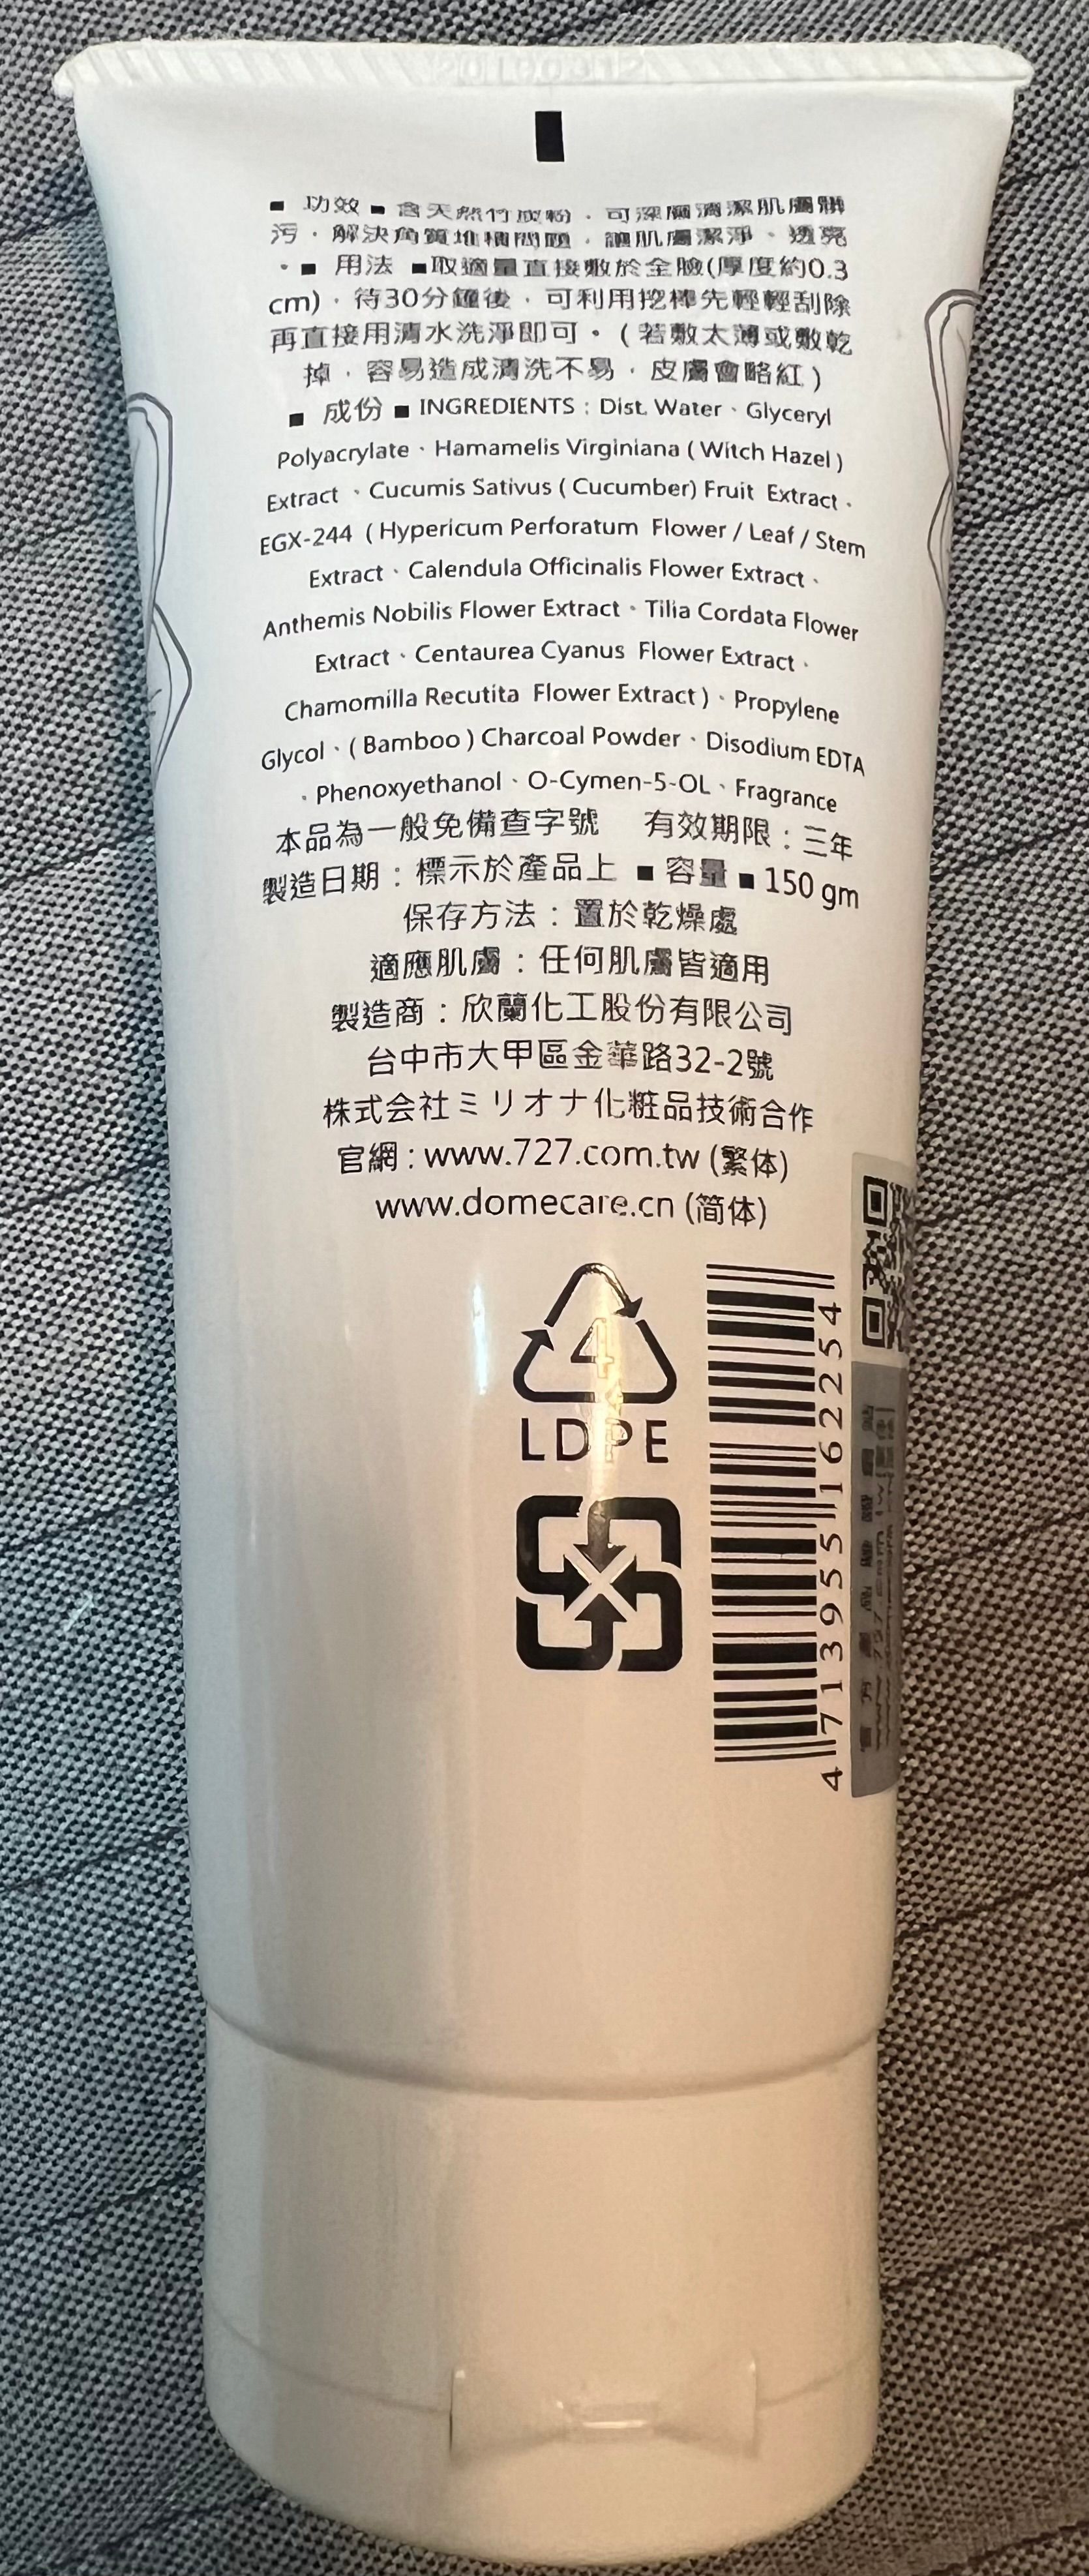 ■ 功效 ■ 含天然竹炭粉，可深層清潔肌膚髒
污，解決角質堆積問題，讓肌膚潔淨、透亮
。■ 用法 ■取適量直接敷於全臉(厚度約0.3
cm)，待30分鐘後，可利用挖棒先輕輕刮除
再直接用清水洗淨即可。(若敷太薄或敷乾
掉，容易造成清洗不易，皮膚會略紅)
■ 成份 ■ INGREDIENTS : Dist. Water、Glyceryl
Polyacrylate、Hamamelis Virginiana ( Witch Hazel )
Extract 、Cucumis Sativus ( Cucumber) Fruit Extract、
EGX-244 ( Hypericum Perforatum Flower / Leaf / Stem
Extract、Calendula Officinalis Flower Extract、
Anthemis Nobilis Flower Extract、Tilia Cordata Flower
Extract、Centaurea Cyanus Flower Extract、
Chamomilla Recutita Flower Extract )、Propylene
Glycol、( Bamboo ) Charcoal Powder、Disodium EDTA
、Phenoxyethanol、O-Cymen-5-OL、Fragrance
本品為一般免備查字號 有效期限：三年
製造日期：標示於產品上 ■ 容量 ■ 150 gm
保存方法：置於乾燥處
適應肌膚：任何肌膚皆適用
製造商：欣蘭化工股份有限公司
台中市大甲區金華路32-2號
株式会社ミリオナ化粧品技術合作
官網 : www.727.com.tw (繁体)
www.domecare.cn (简体)
4
LDPE
4 713955 162254